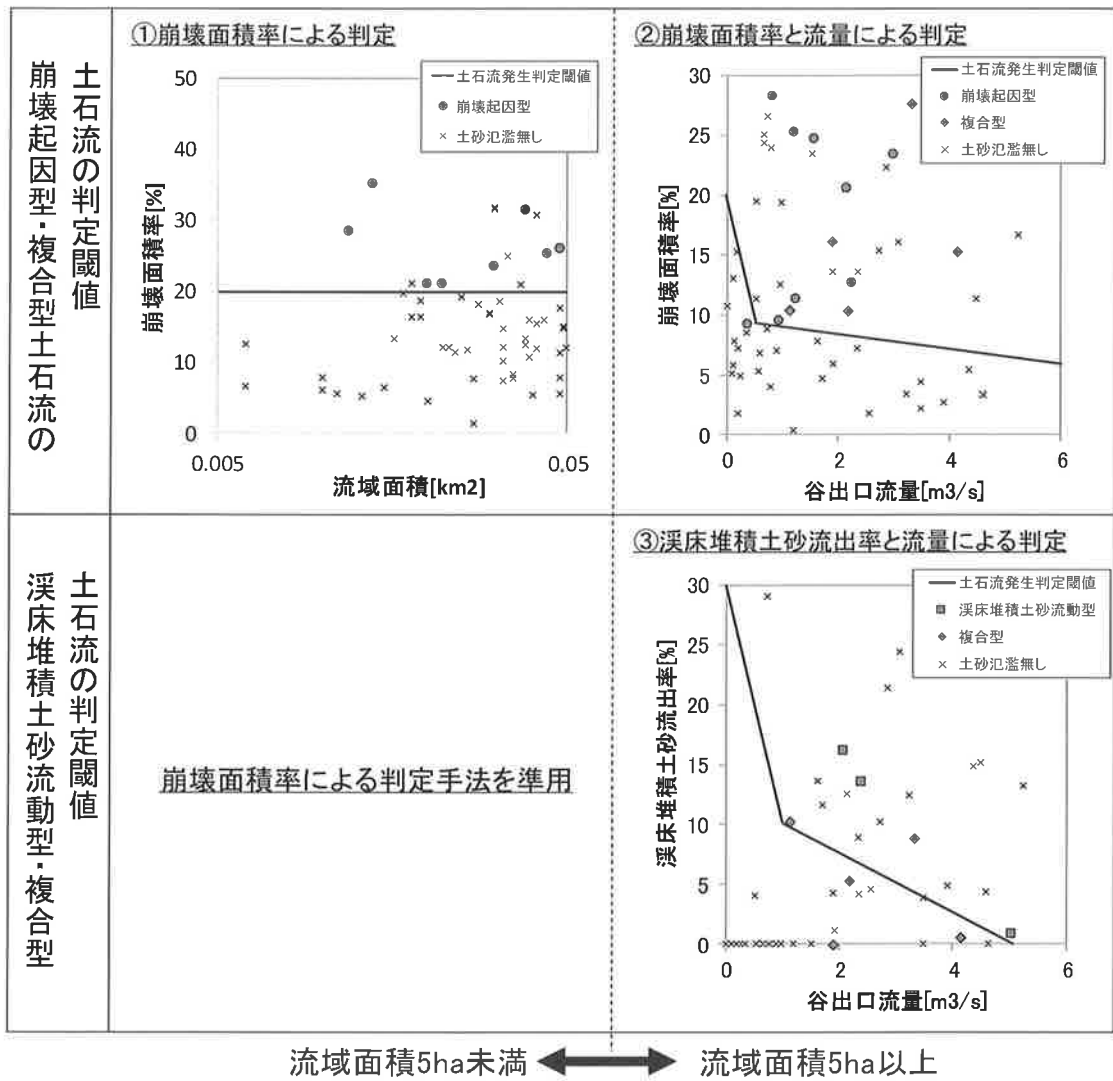 土石流の判定閾値
崩壊起因型・複合型土石流の
①崩壊面積率による判定
土石流発生判定閾値
崩壊起因型
土砂氾濫無し
崩壊面積率[%]
50
40
30
20
10
0
0.005
0.05
流域面積[km2]
②崩壊面積率と流量による判定
土石流発生判定閾値
崩壊起因型
複合型
土砂氾濫無し
崩壊面積率[%]
30
25
20
15
10
5
0
0
2
4
6
谷出口流量[m3/s]
土石流の判定閾値
渓床堆積土砂流動型・複合型
崩壊面積率による判定手法を準用
③渓床堆積土砂流出率と流量による判定
土石流発生判定閾値
渓床堆積土砂流動型
複合型
土砂氾濫無し
渓床堆積土砂流出率[%]
30
25
20
15
10
5
0
0
2
4
6
谷出口流量[m3/s]
流域面積5ha未満
流域面積5ha以上